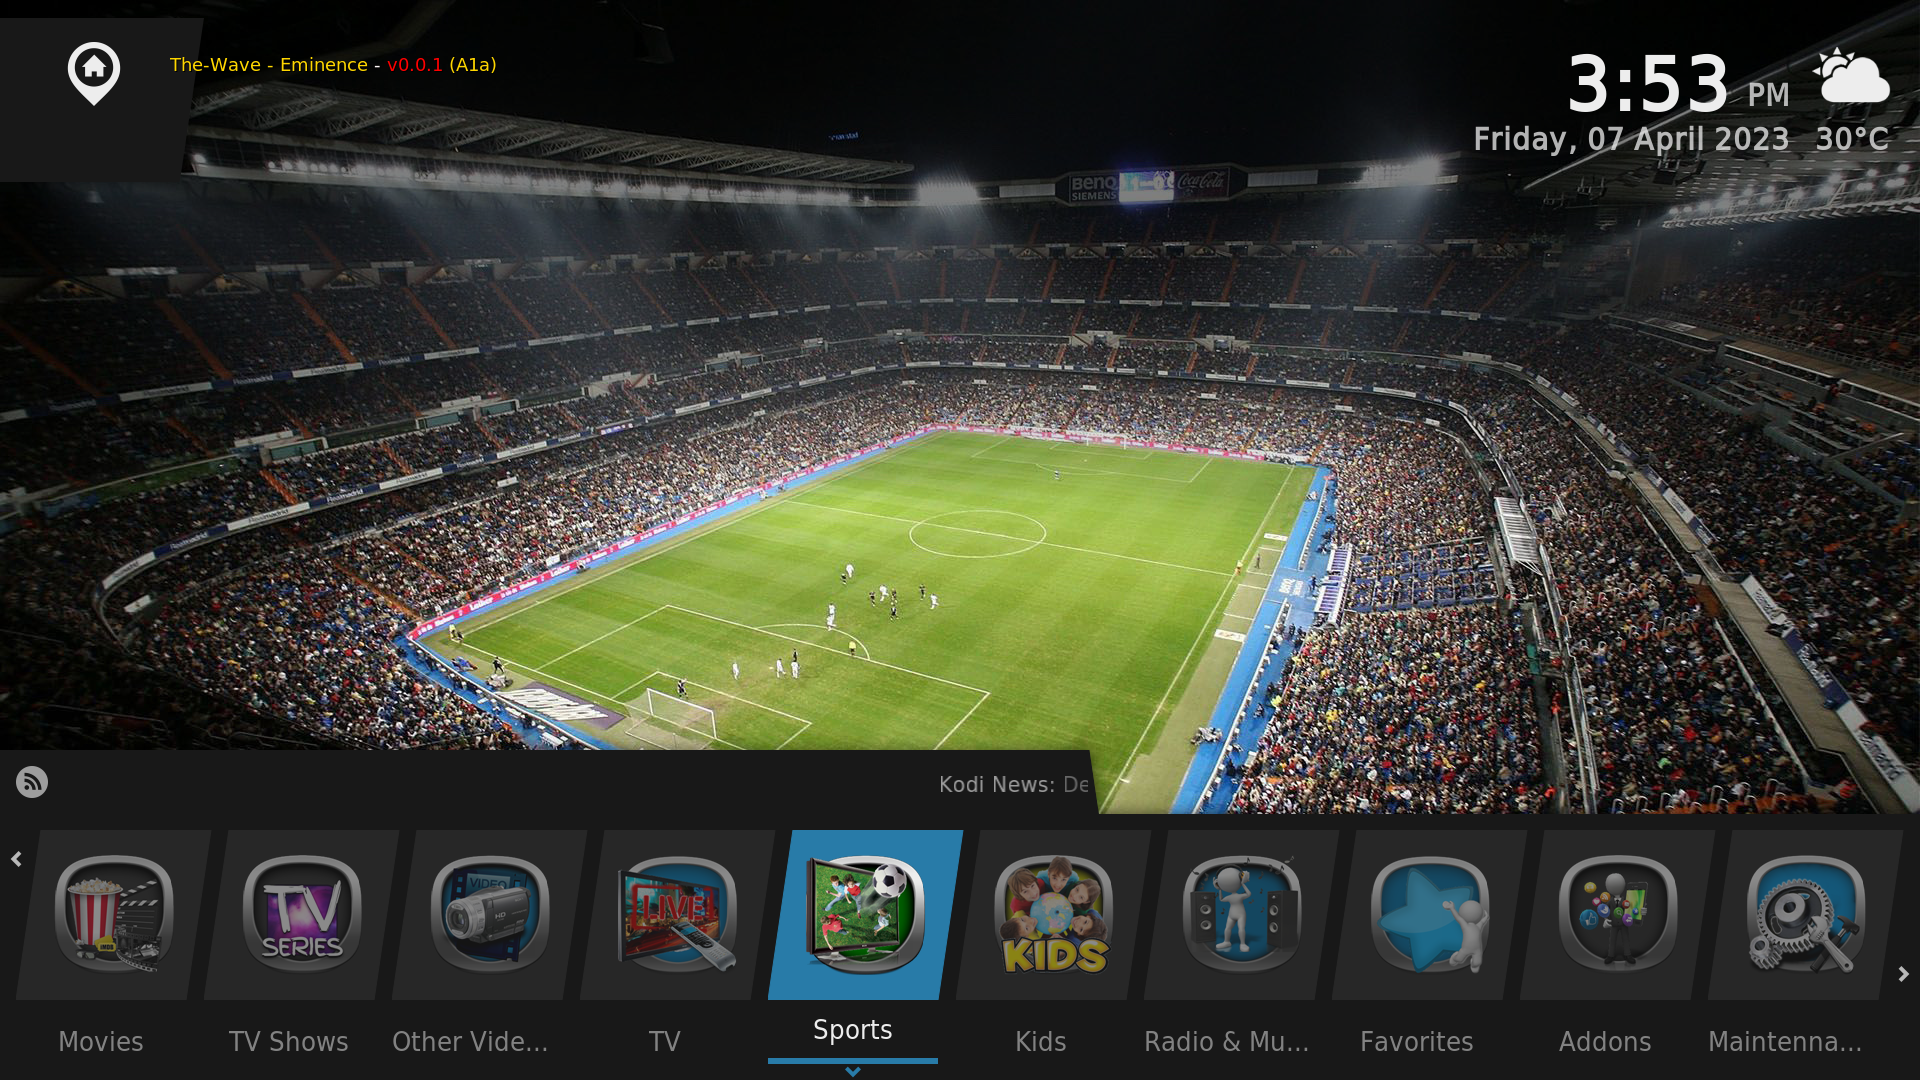 The-Wave - Eminence - v0.0.1 (A1a)
3:53 PM
Friday, 07 April 2023 30°C
BenQ
SIEMENS
Coca-Cola
Realmadrid
Kodi News: De
VIDEO
HD
LIVE
TV
SERIES
IMDB
KIDS
Movies
TV Shows
Other Vide...
TV
Sports
Kids
Radio & Mu...
Favorites
Addons
Maintenna...